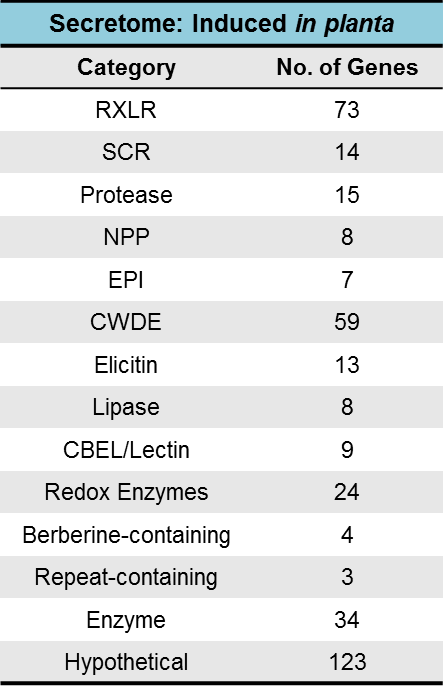 Secretome: Induced in planta
Category No. of Genes
RXLR 73
SCR 14
Protease 15
NPP 8
EPI 7
CWDE 59
Elicitin 13
Lipase 8
CBEL/Lectin 9
Redox Enzymes 24
Berberine-containing 4
Repeat-containing 3
Enzyme 34
Hypothetical 123